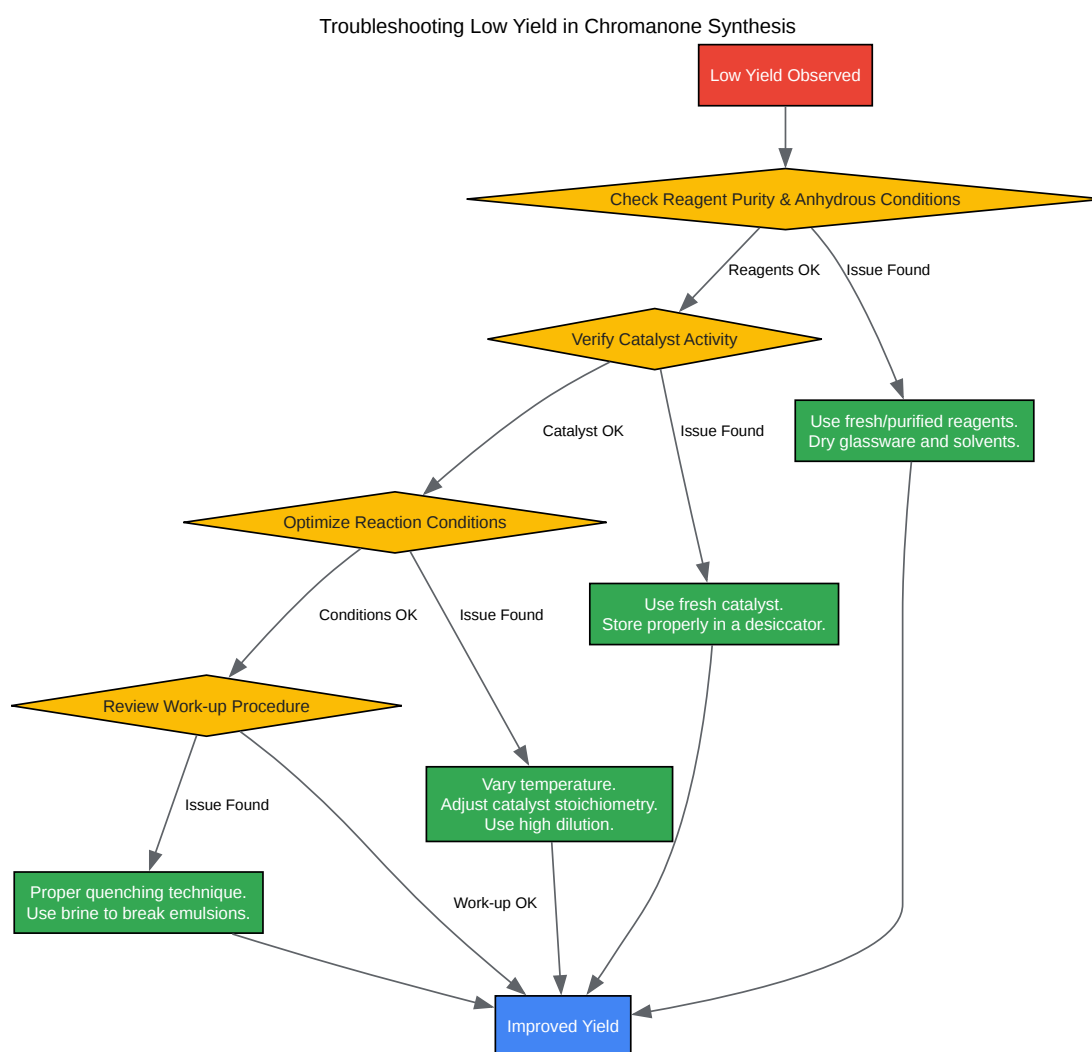 Troubleshooting Low Yield in Chromanone Synthesis
Low Yield Observed
Check Reagent Purity & Anhydrous Conditions
Reagents OK
Issue Found
Verify Catalyst Activity
Catalyst OK
Issue Found
Use fresh/purified reagents.
Dry glassware and solvents.
Optimize Reaction Conditions
Conditions OK
Issue Found
Use fresh catalyst.
Store properly in a desiccator.
Review Work-up Procedure
Issue Found
Vary temperature.
Adjust catalyst stoichiometry.
Use high dilution.
Proper quenching technique.
Use brine to break emulsions.
Work-up OK
Improved Yield